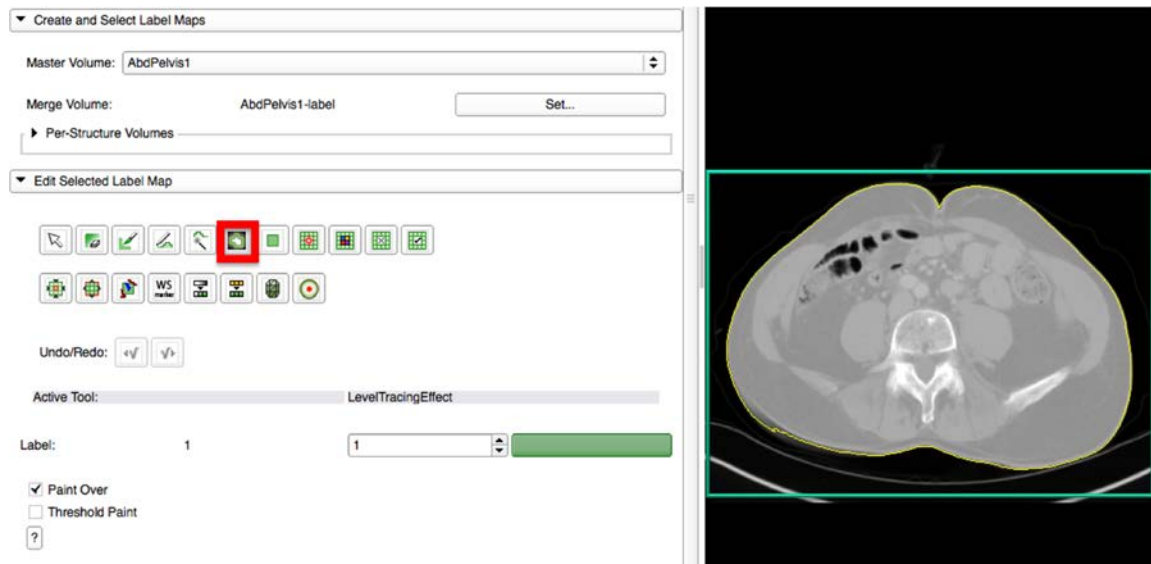 Create and Select Label Maps
Master Volume: AbdPelvis1
Merge Volume: AbdPelvis1-label Set...
Per-Structure Volumes
Edit Selected Label Map
WS
marker
Undo/Redo:
Active Tool: LevelTracingEffect
Label: 1 1
Paint Over
Threshold Paint
?